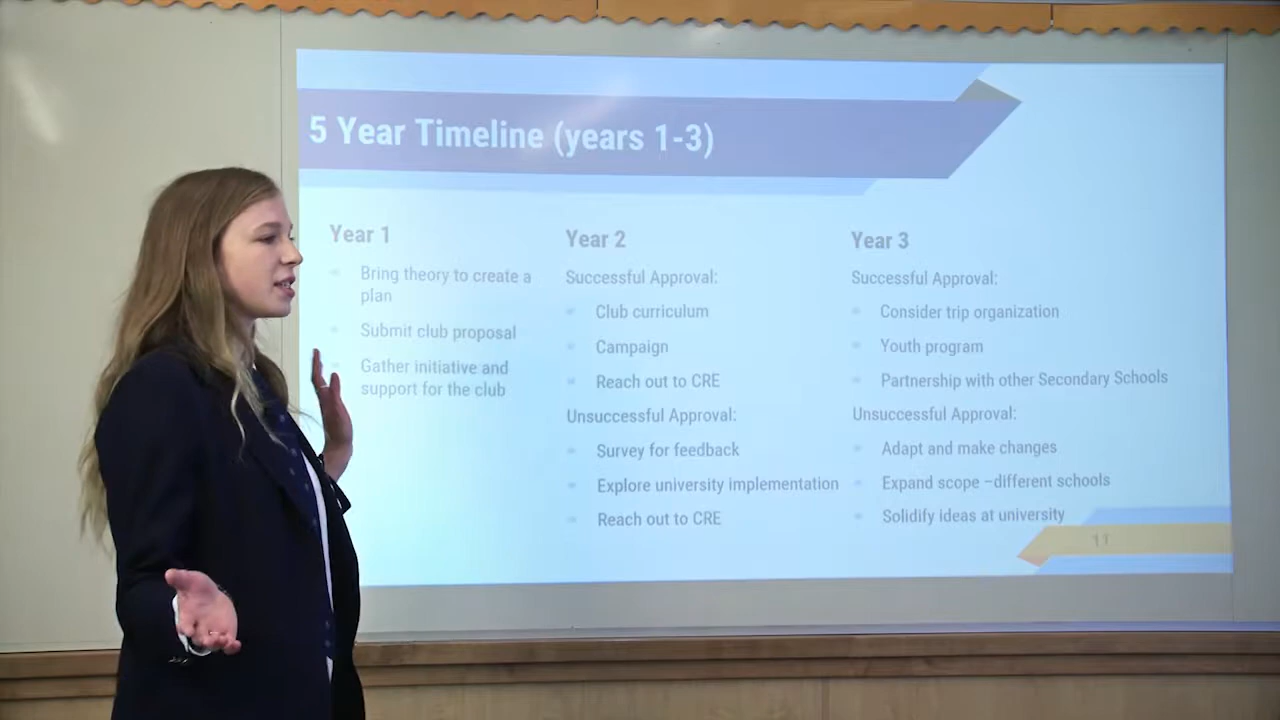 5 Year Timeline (years 1-3)
Year 1
Bring theory to create a
plan
Submit club proposal
Gather initiative and
support for the club
Year 2
Successful Approval:
Club curriculum
Campaign
Reach out to CRE
Unsuccessful Approval:
Survey for feedback
Explore university implementation
Reach out to CRE
Year 3
Successful Approval:
Consider trip organization
Youth program
Partnership with other Secondary Schools
Unsuccessful Approval:
Adapt and make changes
Expand scope –different schools
Solidify ideas at university
11